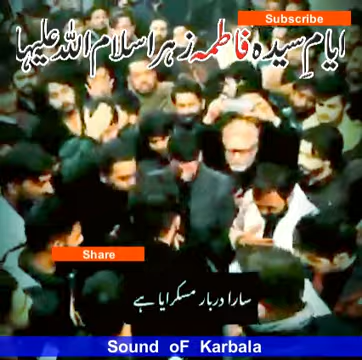 Subscribe
ایامِ سیدہ فاطمہ زہرا سلام اللہ علیہا
Share
سارا دربار مسکرایا ہے
Sound oF Karbala